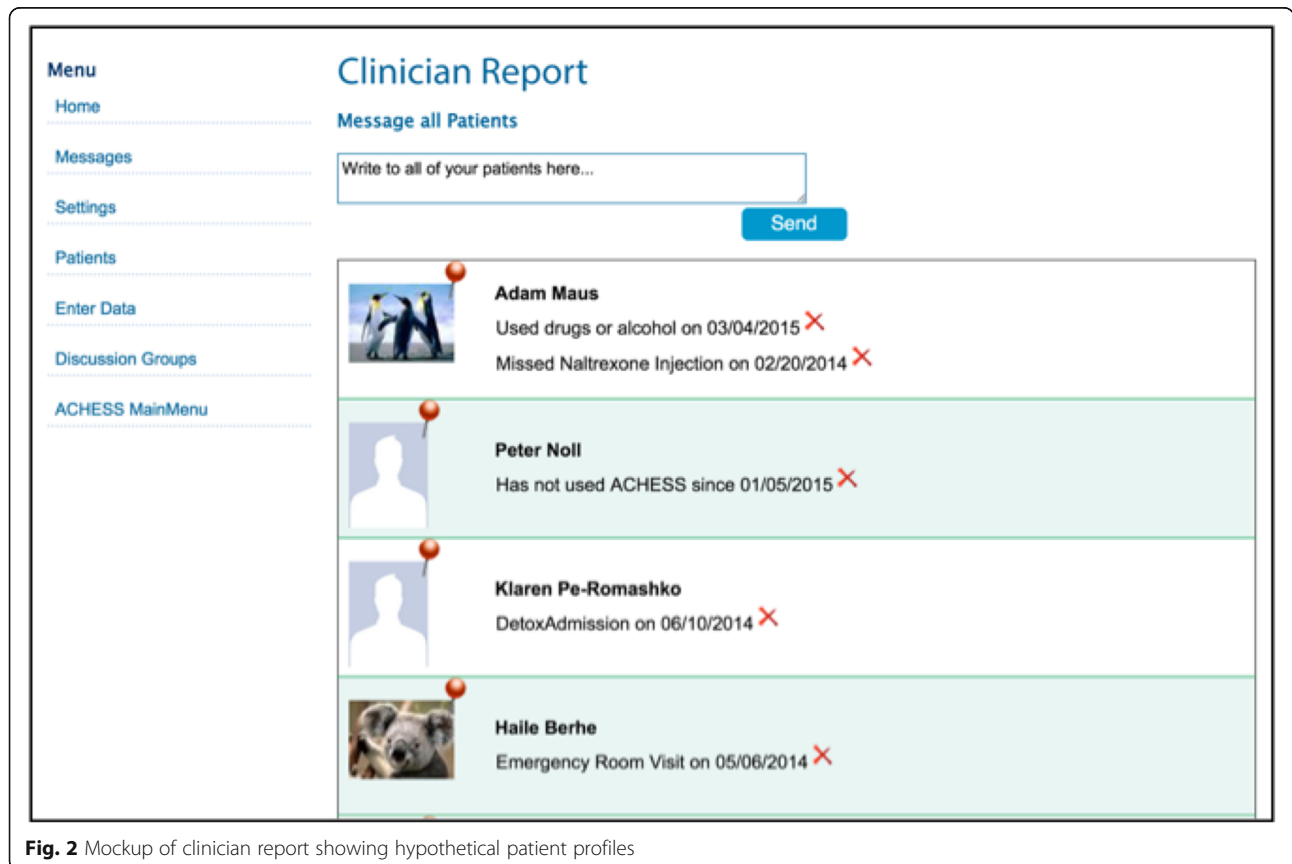 Menu
Home
Messages
Settings
Patients
Enter Data
Discussion Groups
ACHESS MainMenu
Clinician Report
Message all Patients
Write to all of your patients here...
Send
Adam Maus
Used drugs or alcohol on 03/04/2015
Missed Naltrexone Injection on 02/20/2014
Peter Noll
Has not used ACHESS since 01/05/2015
Klaren Pe-Romashko
DetoxAdmission on 06/10/2014
Haile Berhe
Emergency Room Visit on 05/06/2014
Fig. 2 Mockup of clinician report showing hypothetical patient profiles